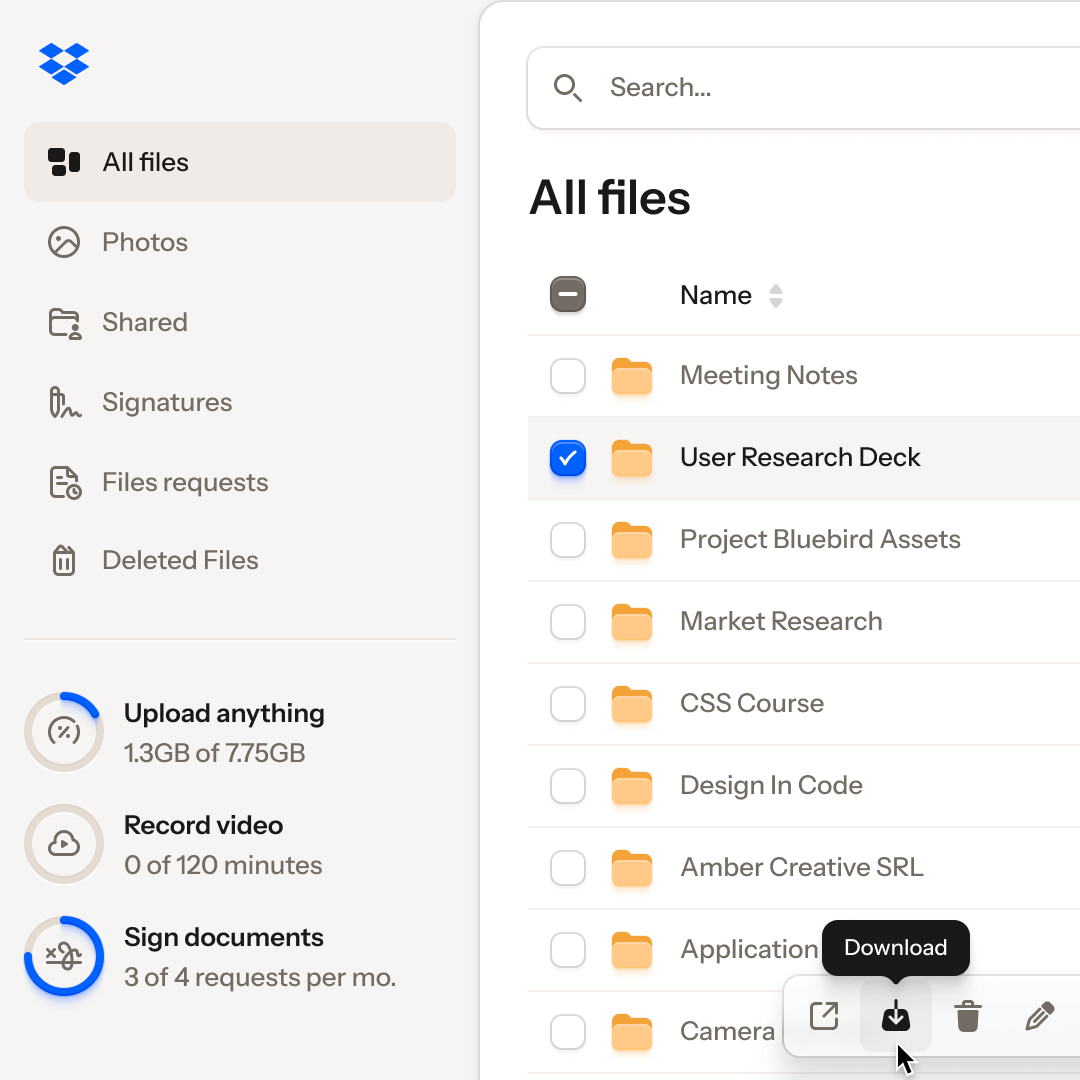 All files
Photos
Shared
Signatures
Files requests
Deleted Files
Upload anything
1.3GB of 7.75GB
Record video
0 of 120 minutes
Sign documents
3 of 4 requests per mo.
Search...
All files
Name
Meeting Notes
User Research Deck
Project Bluebird Assets
Market Research
CSS Course
Design In Code
Amber Creative SRL
Application
Download
Camera